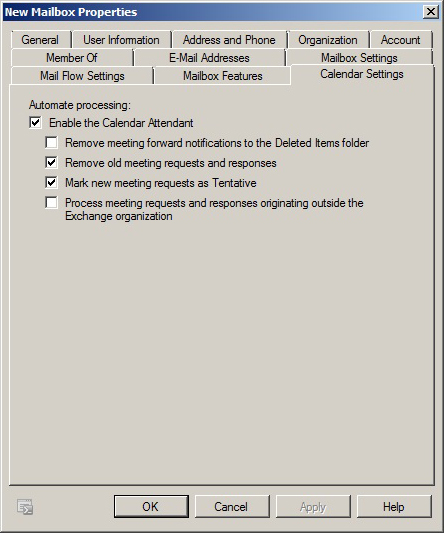 New Mailbox Properties
General User Information Address and Phone Organization Account
Member Of E-Mail Addresses Mailbox Settings
Mail Flow Settings Mailbox Features Calendar Settings
Automate processing:
Enable the Calendar Attendant
Remove meeting forward notifications to the Deleted Items folder
Remove old meeting requests and responses
Mark new meeting requests as Tentative
Process meeting requests and responses originating outside the
Exchange organization
OK Cancel Apply Help